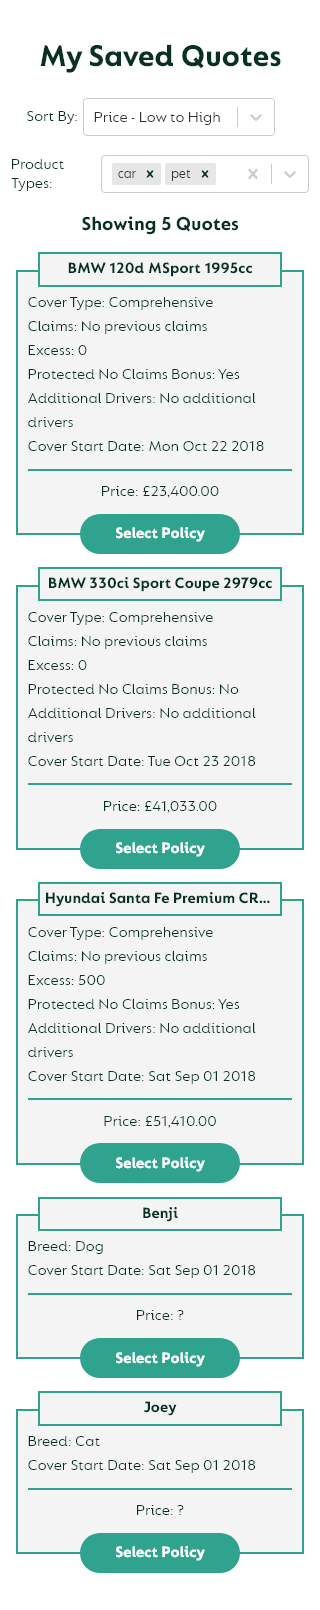 My Saved Quotes
Sort By: Price - Low to High
Product Types: car pet
Showing 5 Quotes
BMW 120d MSport 1995cc
Cover Type: Comprehensive
Claims: No previous claims
Excess: 0
Protected No Claims Bonus: Yes
Additional Drivers: No additional
drivers
Cover Start Date: Mon Oct 22 2018
Price: £23,400.00
Select Policy
BMW 330ci Sport Coupe 2979cc
Cover Type: Comprehensive
Claims: No previous claims
Excess: 0
Protected No Claims Bonus: No
Additional Drivers: No additional
drivers
Cover Start Date: Tue Oct 23 2018
Price: £41,033.00
Select Policy
Hyundai Santa Fe Premium CR...
Cover Type: Comprehensive
Claims: No previous claims
Excess: 500
Protected No Claims Bonus: Yes
Additional Drivers: No additional
drivers
Cover Start Date: Sat Sep 01 2018
Price: £51,410.00
Select Policy
Benji
Breed: Dog
Cover Start Date: Sat Sep 01 2018
Price: ?
Select Policy
Joey
Breed: Cat
Cover Start Date: Sat Sep 01 2018
Price: ?
Select Policy